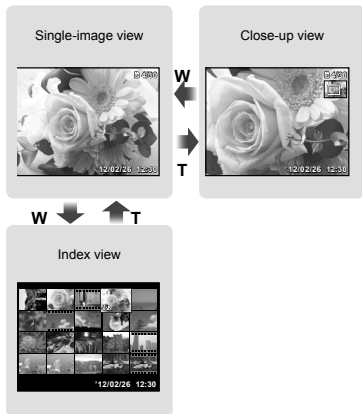 Single-image view
Close-up view
4/30
4/30
W
T
12/02/26 12:30
12/02/26 12:30
W
T
Index view
'12/02/26 12:30